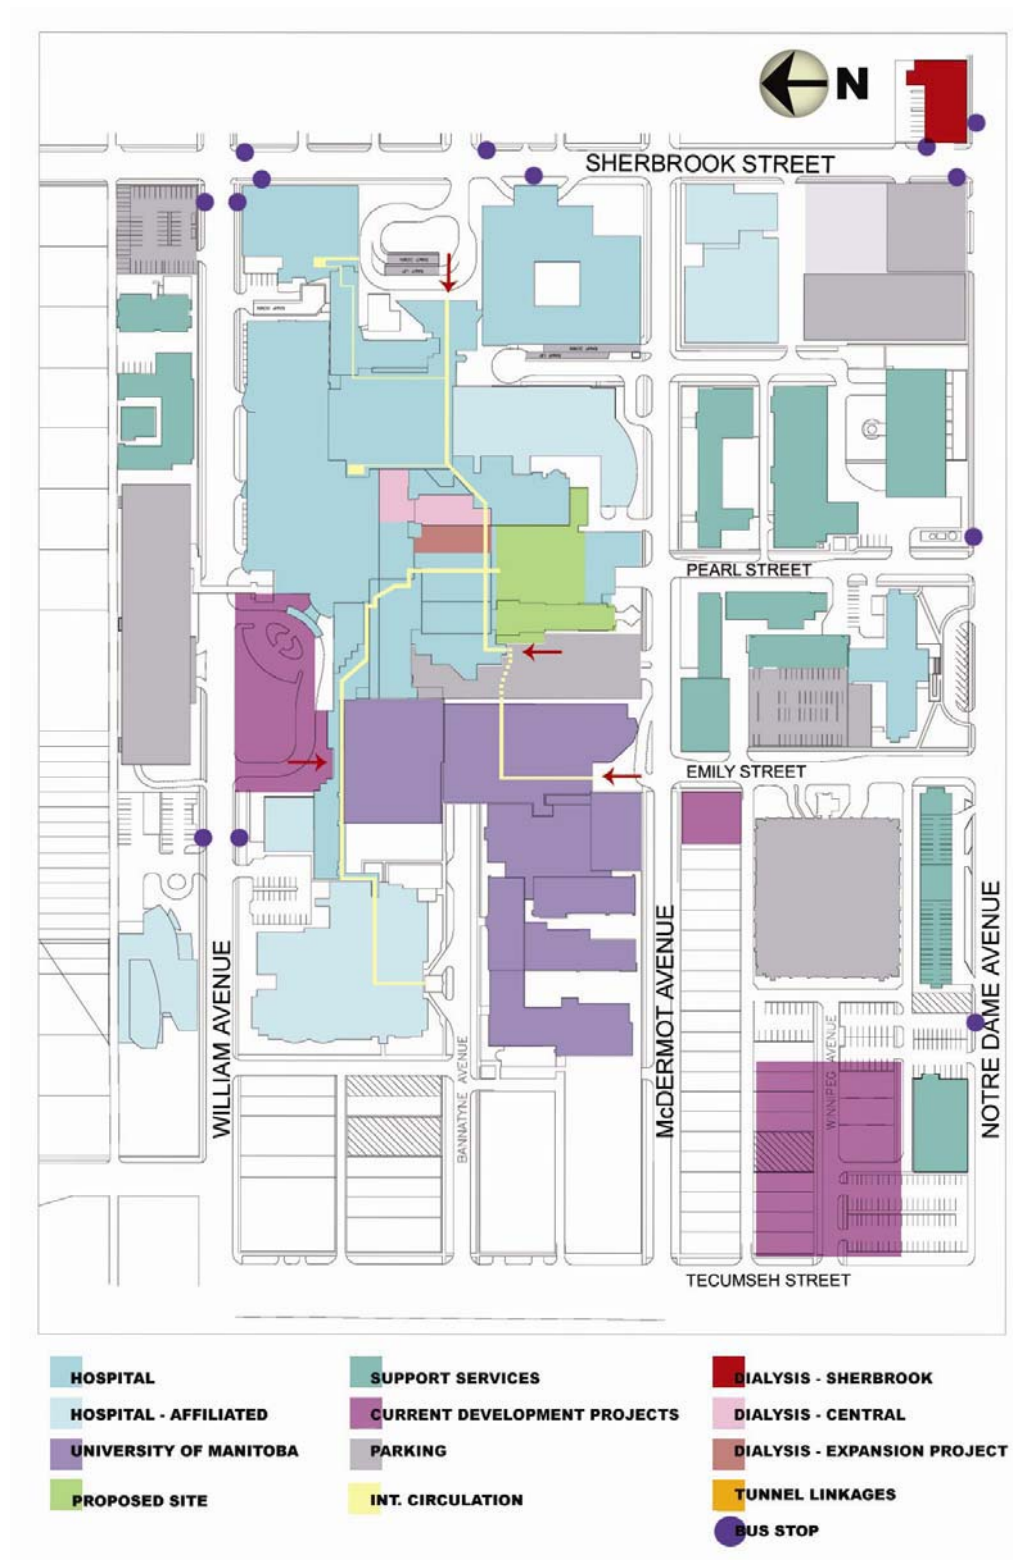 N
SHERBROOK STREET
PEARL STREET
EMILY STREET
WILLIAM AVENUE
BANNATYNE AVENUE
McDERMOT AVENUE
WINNIPEG AVENUE
NOTRE DAME AVENUE
TECUMSEH STREET
HOSPITAL
HOSPITAL - AFFILIATED
UNIVERSITY OF MANITOBA
PROPOSED SITE
SUPPORT SERVICES
CURRENT DEVELOPMENT PROJECTS
PARKING
INT. CIRCULATION
DIALYSIS - SHERBROOK
DIALYSIS - CENTRAL
DIALYSIS - EXPANSION PROJECT
TUNNEL LINKAGES
BUS STOP